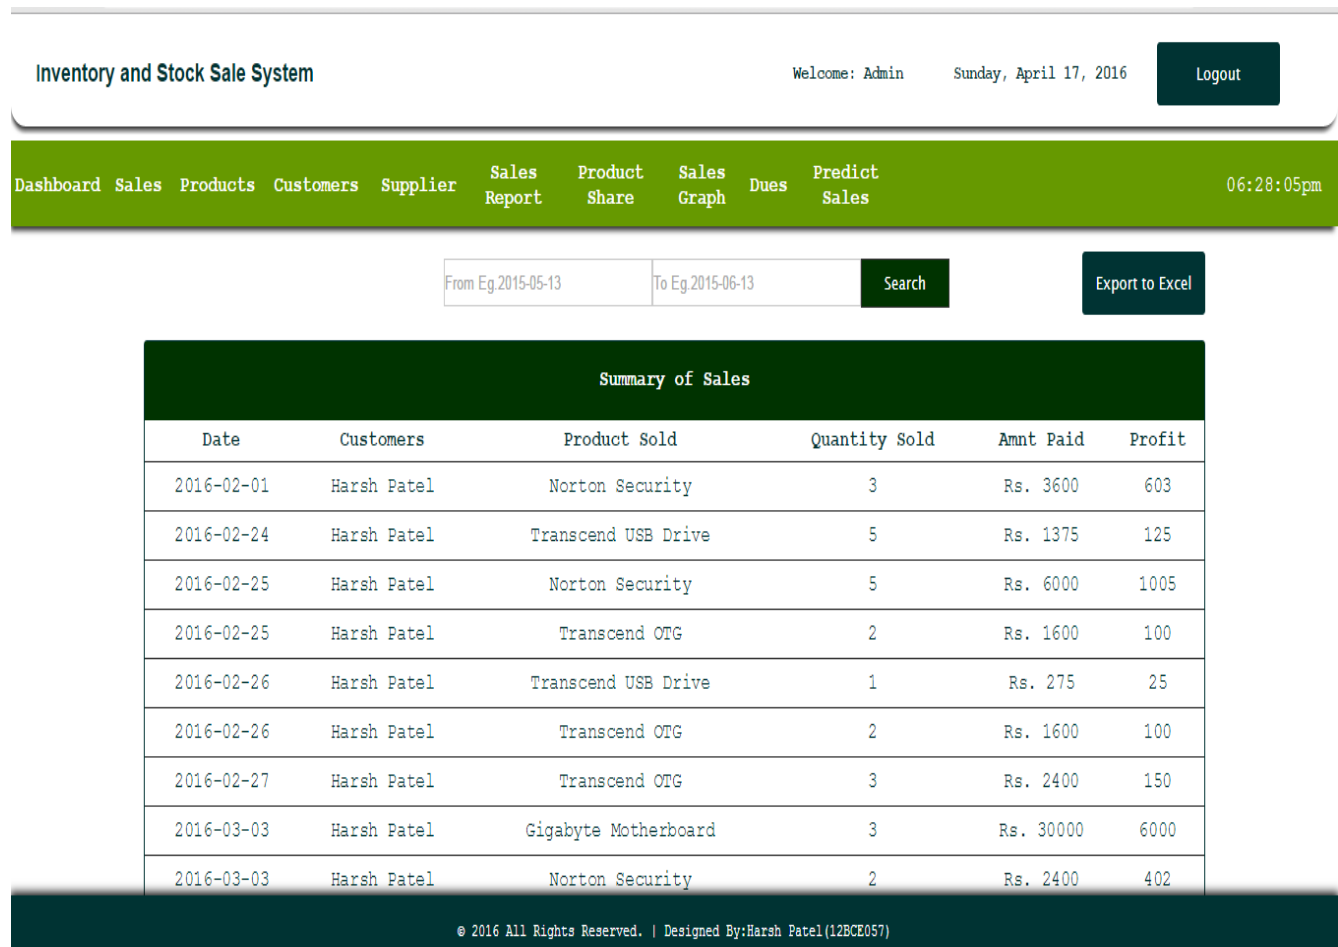 Inventory and Stock Sale System Welcome: Admin Sunday, April 17, 2016 Logout
Dashboard Sales Products Customers Supplier Sales Report Product Share Sales Graph Dues Predict Sales 06:28:05pm
From Eg.2015-05-13 To Eg.2015-06-13 Search Export to Excel
Summary of Sales
Date Customers Product Sold Quantity Sold Amnt Paid Profit
2016-02-01 Harsh Patel Norton Security 3 Rs. 3600 603
2016-02-24 Harsh Patel Transcend USB Drive 5 Rs. 1375 125
2016-02-25 Harsh Patel Norton Security 5 Rs. 6000 1005
2016-02-25 Harsh Patel Transcend OTG 2 Rs. 1600 100
2016-02-26 Harsh Patel Transcend USB Drive 1 Rs. 275 25
2016-02-26 Harsh Patel Transcend OTG 2 Rs. 1600 100
2016-02-27 Harsh Patel Transcend OTG 3 Rs. 2400 150
2016-03-03 Harsh Patel Gigabyte Motherboard 3 Rs. 30000 6000
2016-03-03 Harsh Patel Norton Security 2 Rs. 2400 402
© 2016 All Rights Reserved. | Designed By:Harsh Patel(12BCE057)